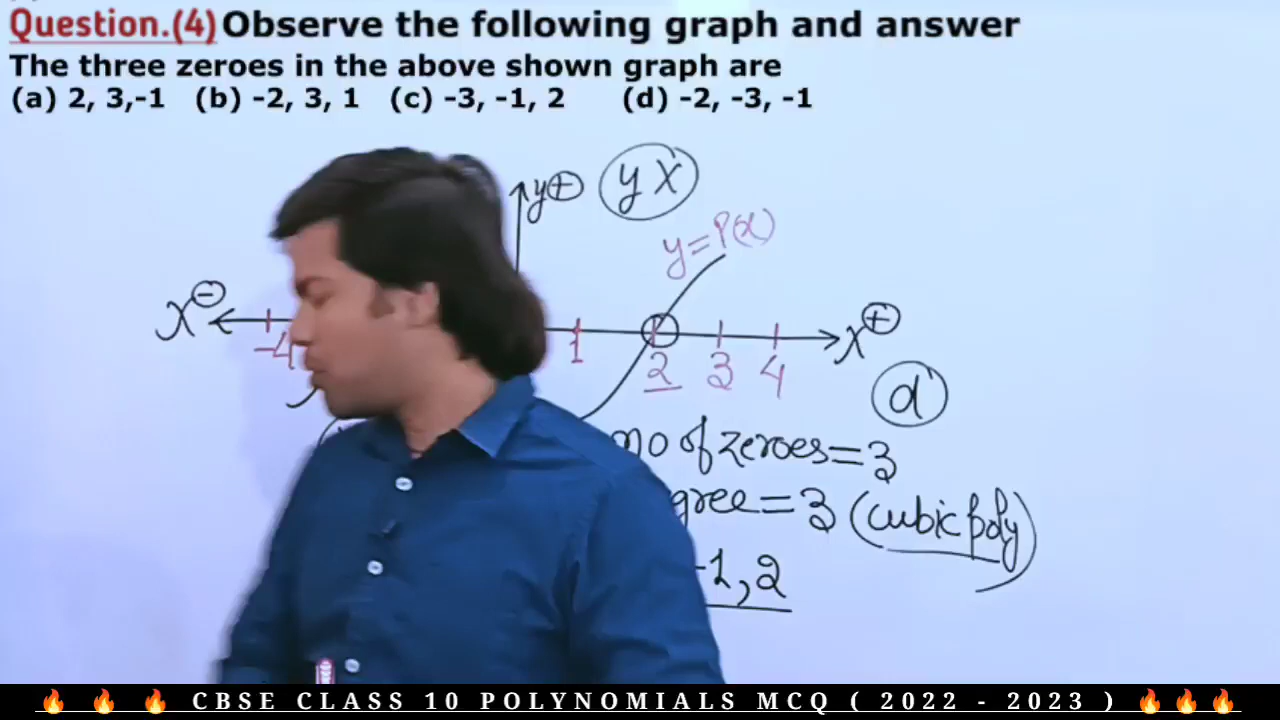 Question.(4) Observe the following graph and answer
The three zeroes in the above shown graph are
(a) 2, 3,-1 (b) -2, 3, 1 (c) -3, -1, 2 (d) -2, -3, -1
y⊕ yx
y=P(x)
x⊖ x⊕
-4 1 2 3 4
d
no of zeroes=3
gree=3 (cubic poly)
-1,2
🔥 🔥 🔥 CBSE CLASS 10 POLYNOMIALS MCQ ( 2022 - 2023 ) 🔥🔥🔥